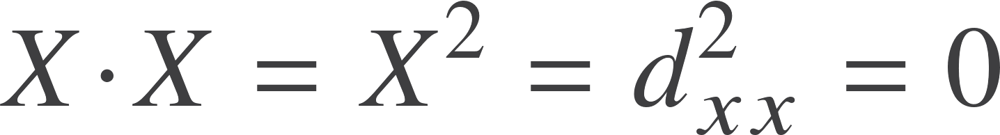 X · X = X² = d²ₓₓ = 0